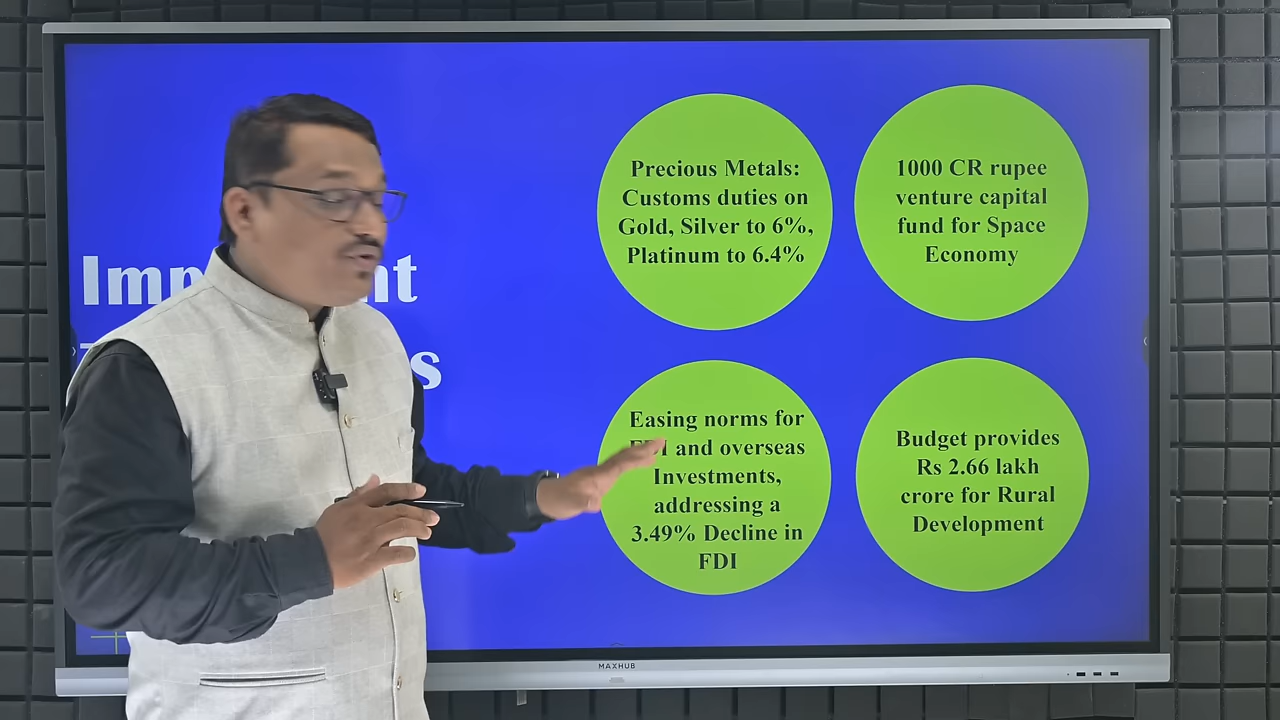 Precious Metals:
Customs duties on
Gold, Silver to 6%,
Platinum to 6.4%
1000 CR rupee
venture capital
fund for Space
Economy
Easing norms for
and overseas
Investments,
addressing a
3.49% Decline in
FDI
Budget provides
Rs 2.66 lakh
crore for Rural
Development
MAXHUB